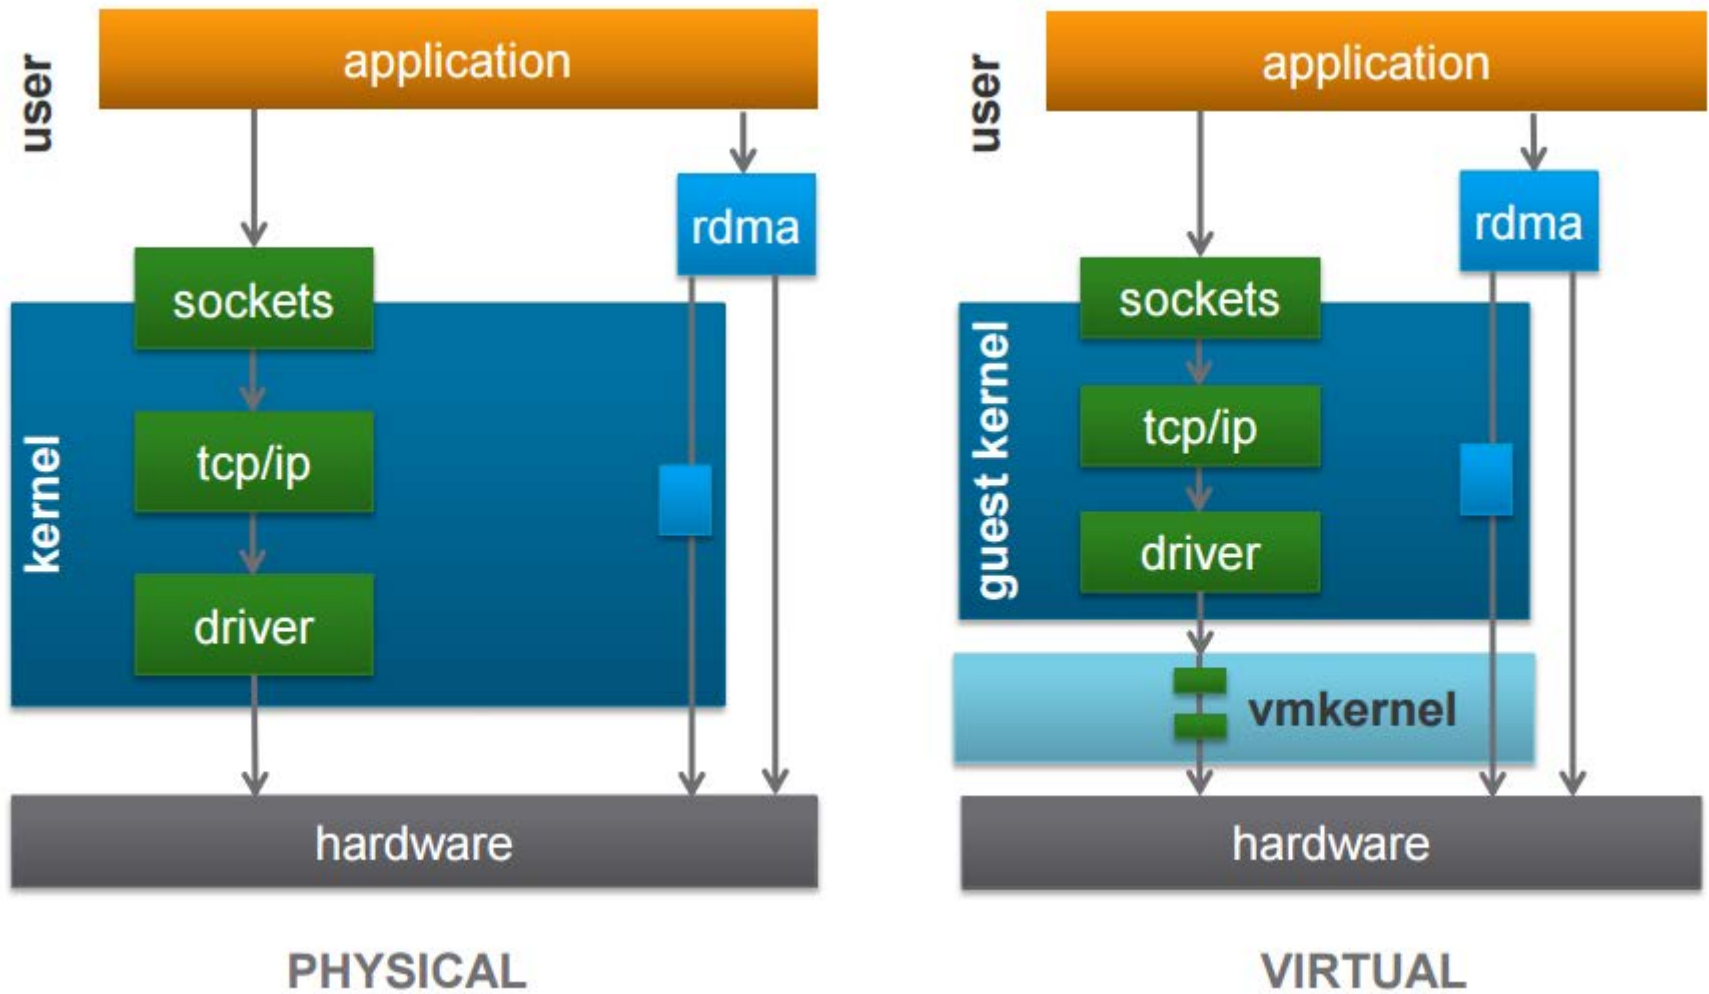 application
user
rdma
sockets
tcp/ip
kernel
driver
hardware
PHYSICAL
application
user
rdma
sockets
tcp/ip
guest kernel
driver
vmkernel
hardware
VIRTUAL